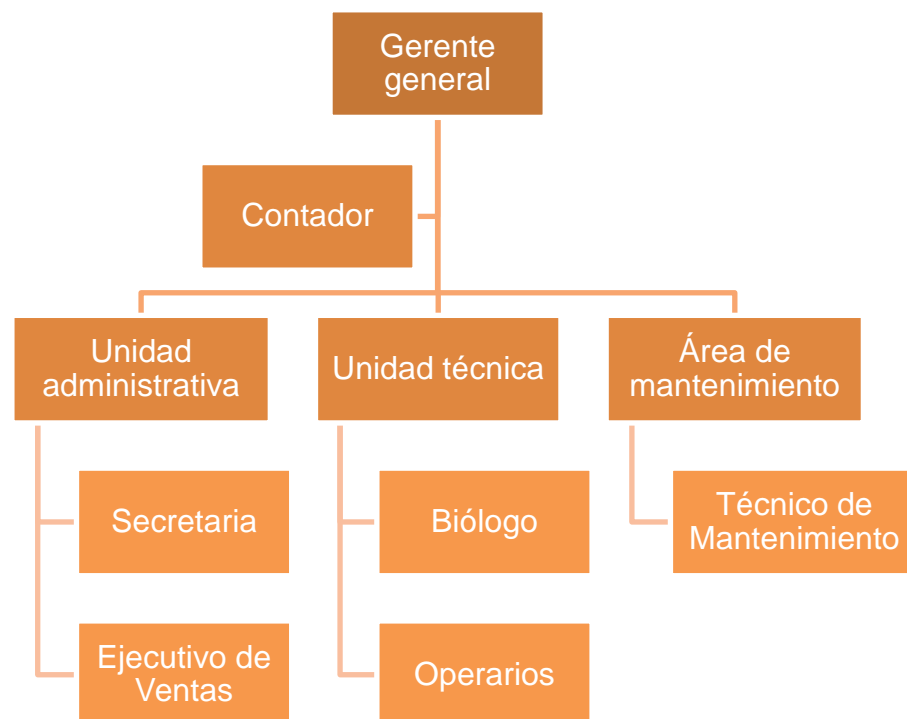 Gerente
general
Contador
Unidad
administrativa
Unidad técnica
Área de
mantenimiento
Secretaria
Biólogo
Técnico de
Mantenimiento
Ejecutivo de
Ventas
Operarios